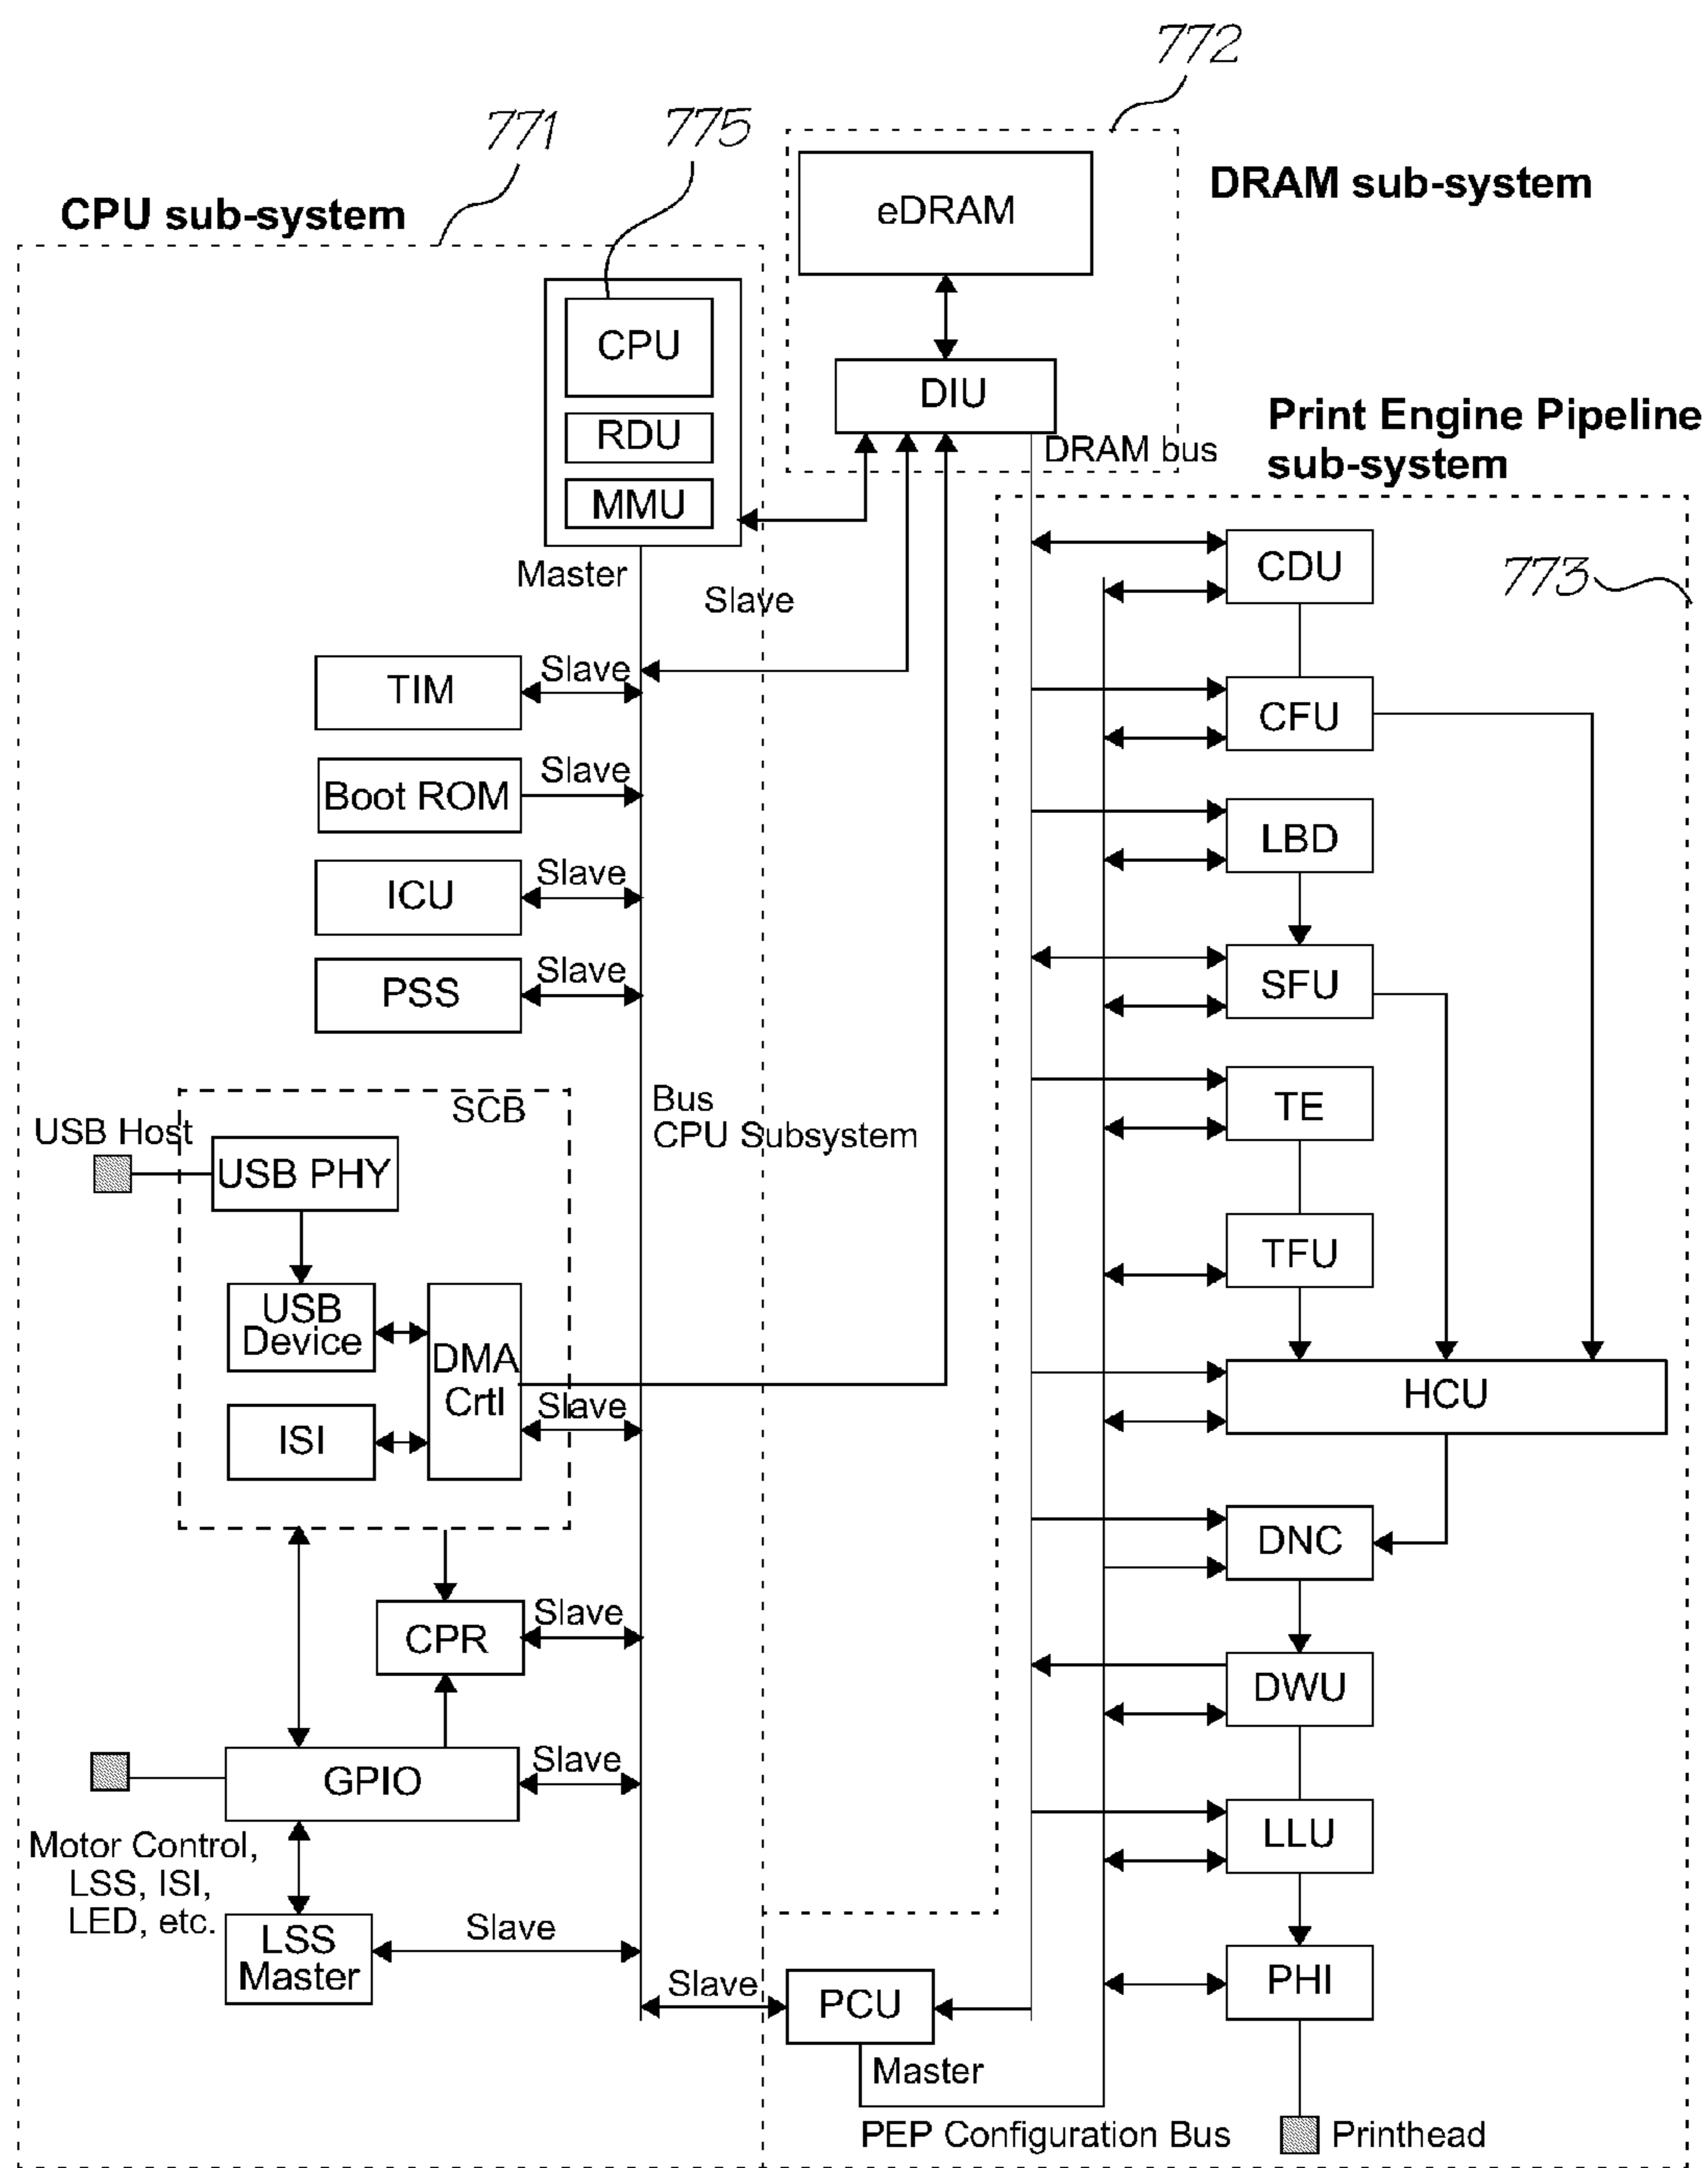 772
771
775
CPU sub-system
DRAM sub-system
eDRAM
CPU
DIU
RDU
DRAM bus
MMU
Print Engine Pipeline
sub-system
Master
Slave
CDU
773
TIM
Slave
CFU
Boot ROM
Slave
LBD
ICU
Slave
PSS
Slave
SFU
SCB
Bus
CPU Subsystem
TE
USB Host
USB PHY
TFU
USB
Device
DMA
Crtl
Slave
HCU
ISI
DNC
CPR
Slave
DWU
GPIO
Slave
Motor Control,
LSS, ISI,
LED, etc.
LLU
LSS
Master
Slave
PHI
Slave
PCU
Master
PEP Configuration Bus
Printhead